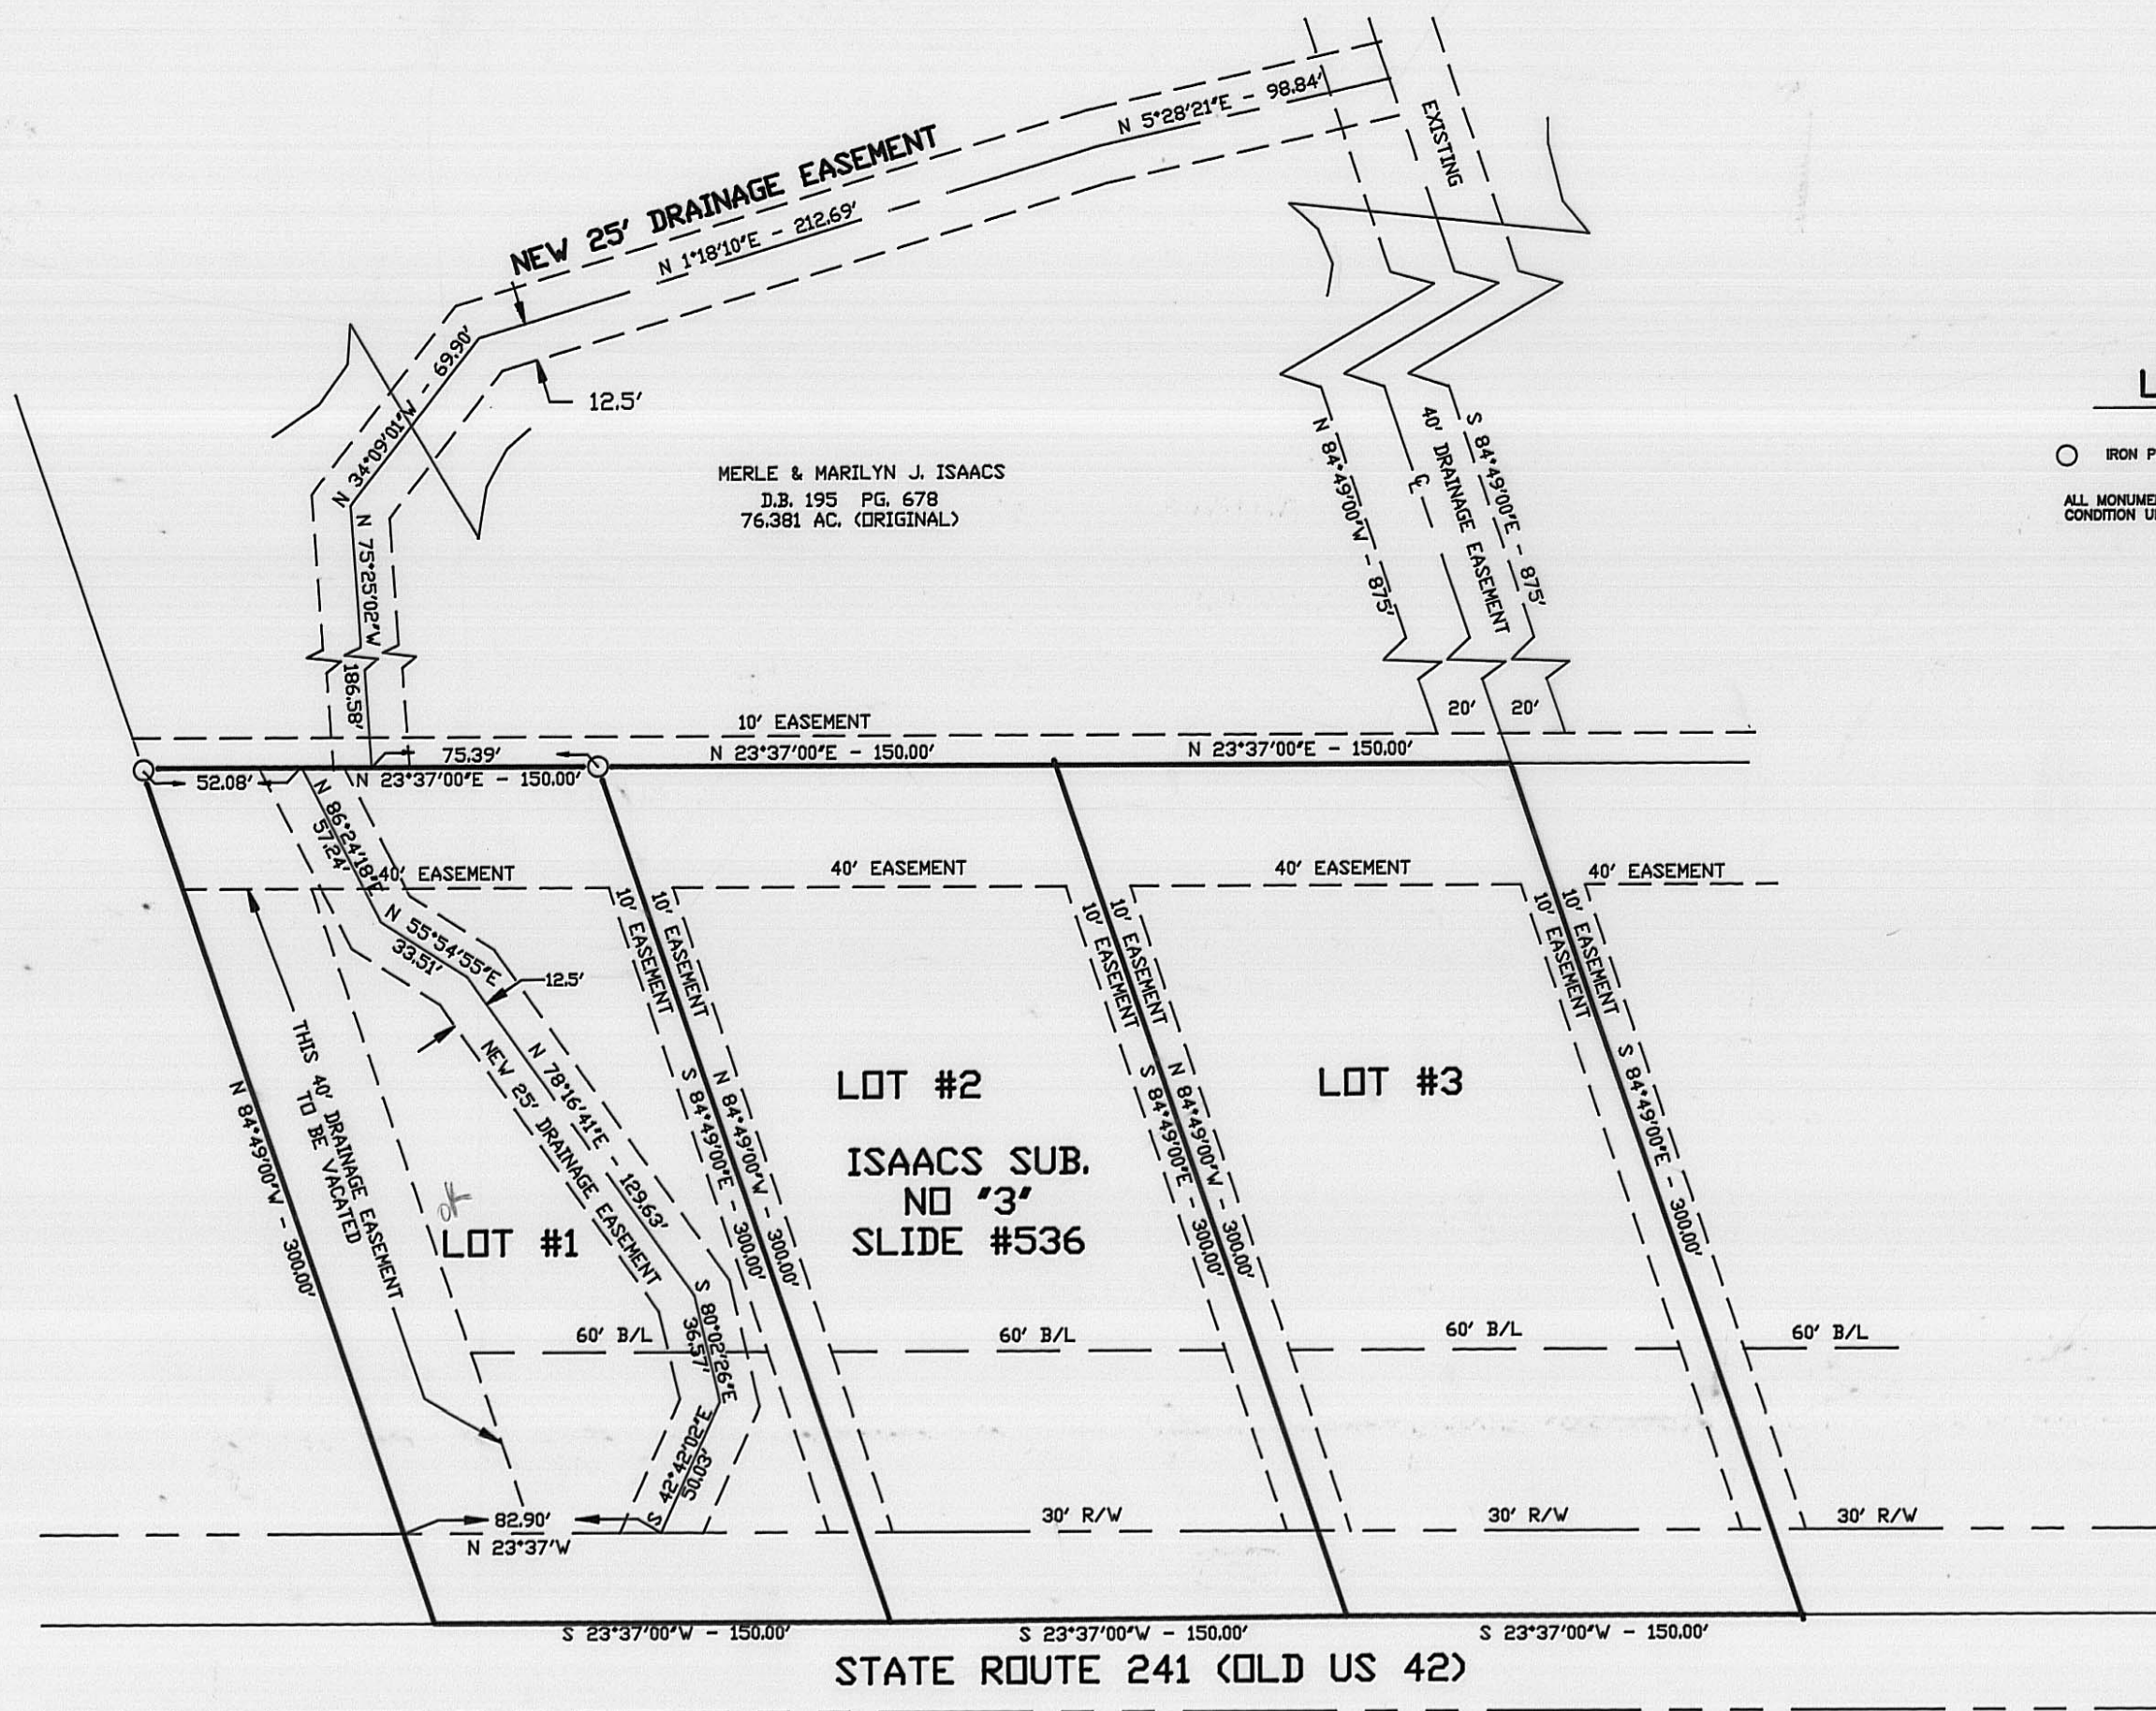 NEW 25' DRAINAGE EASEMENT
N 1°18'10"E - 212.69'
N 5°28'21"E - 98.84'
EXISTING
N 34°09'01"W - 69.90'
12.5'
N 75°25'02"W
186.58'
MERLE & MARILYN J. ISAACS
D.B. 195 PG. 678
76.381 AC. (ORIGINAL)
N 84°49'00"W - 875'
℄
40' DRAINAGE EASEMENT
S 84°49'00"E - 875'
20'
20'
L
IRON P
ALL MONUME
CONDITION U
10' EASEMENT
75.39'
N 23°37'00"E - 150.00'
N 23°37'00"E - 150.00'
52.08'
N 23°37'00"E - 150.00'
N 86°24'18"E
57.24'
40' EASEMENT
40' EASEMENT
40' EASEMENT
40' EASEMENT
N 55°54'55"E
33.51'
12.5'
10' EASEMENT
10' EASEMENT
10' EASEMENT
10' EASEMENT
10' EASEMENT
10' EASEMENT
THIS 40' DRAINAGE EASEMENT
TO BE VACATED
N 84°49'00"W - 300.00'
NEW 25' DRAINAGE EASEMENT
N 78°16'41"E - 129.63'
S 84°49'00"E - 300.00'
N 84°49'00"W - 300.00'
S 84°49'00"E - 300.00'
N 84°49'00"W - 300.00'
S 84°49'00"E - 300.00'
ok
LOT #1
LOT #2
LOT #3
ISAACS SUB.
NO "3"
SLIDE #536
S 80°02'26"E
36.57'
60' B/L
60' B/L
60' B/L
60' B/L
S 42°42'02"E
50.03'
82.90'
N 23°37'W
30' R/W
30' R/W
30' R/W
S 23°37'00"W - 150.00'
S 23°37'00"W - 150.00'
S 23°37'00"W - 150.00'
STATE ROUTE 241 (OLD US 42)